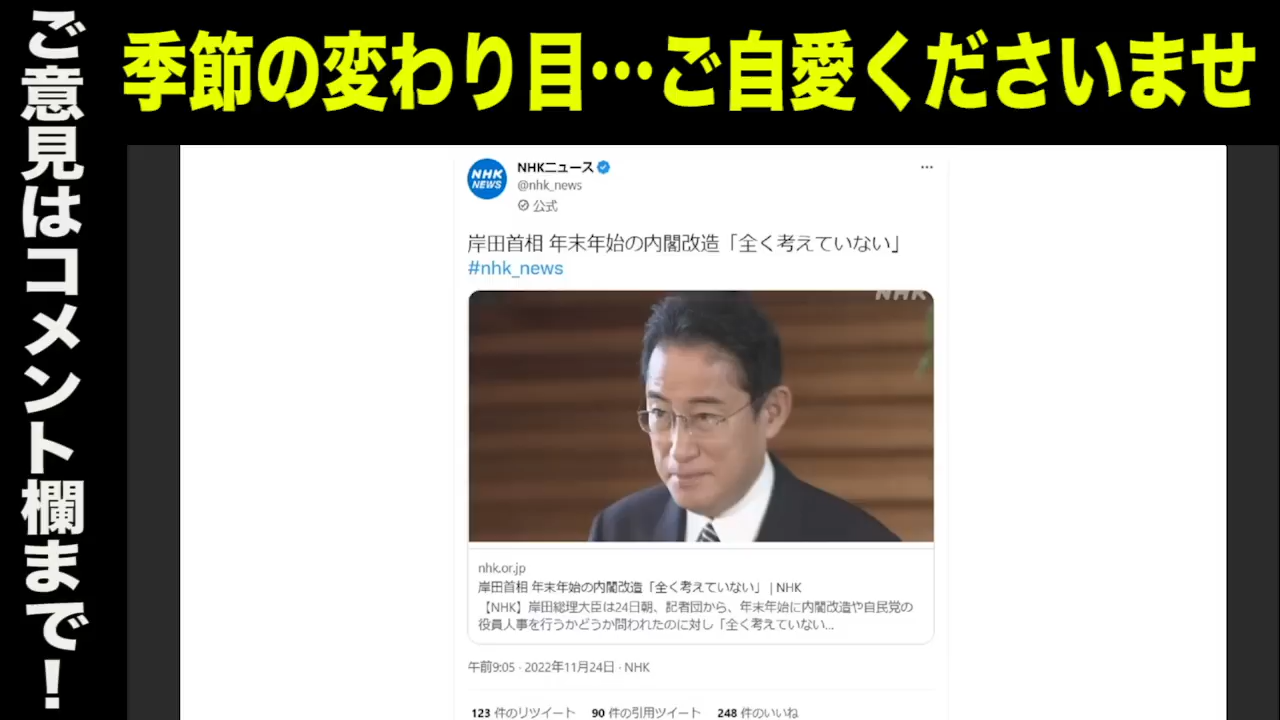 季節の変わり目…ご自愛くださいませ
ご意見はコメント欄まで！
NHK
NEWS
NHKニュース
@nhk_news
公式
岸田首相 年末年始の内閣改造「全く考えていない」
#nhk_news
NHK
nhk.or.jp
岸田首相 年末年始の内閣改造「全く考えていない」 | NHK
【NHK】岸田総理大臣は24日朝、記者団から、年末年始に内閣改造や自民党の
役員人事を行うかどうか問われたのに対し「全く考えていない...
午前9:05 · 2022年11月24日 · NHK
123 件のリツイート 90 件の引用ツイート 248 件のいいね